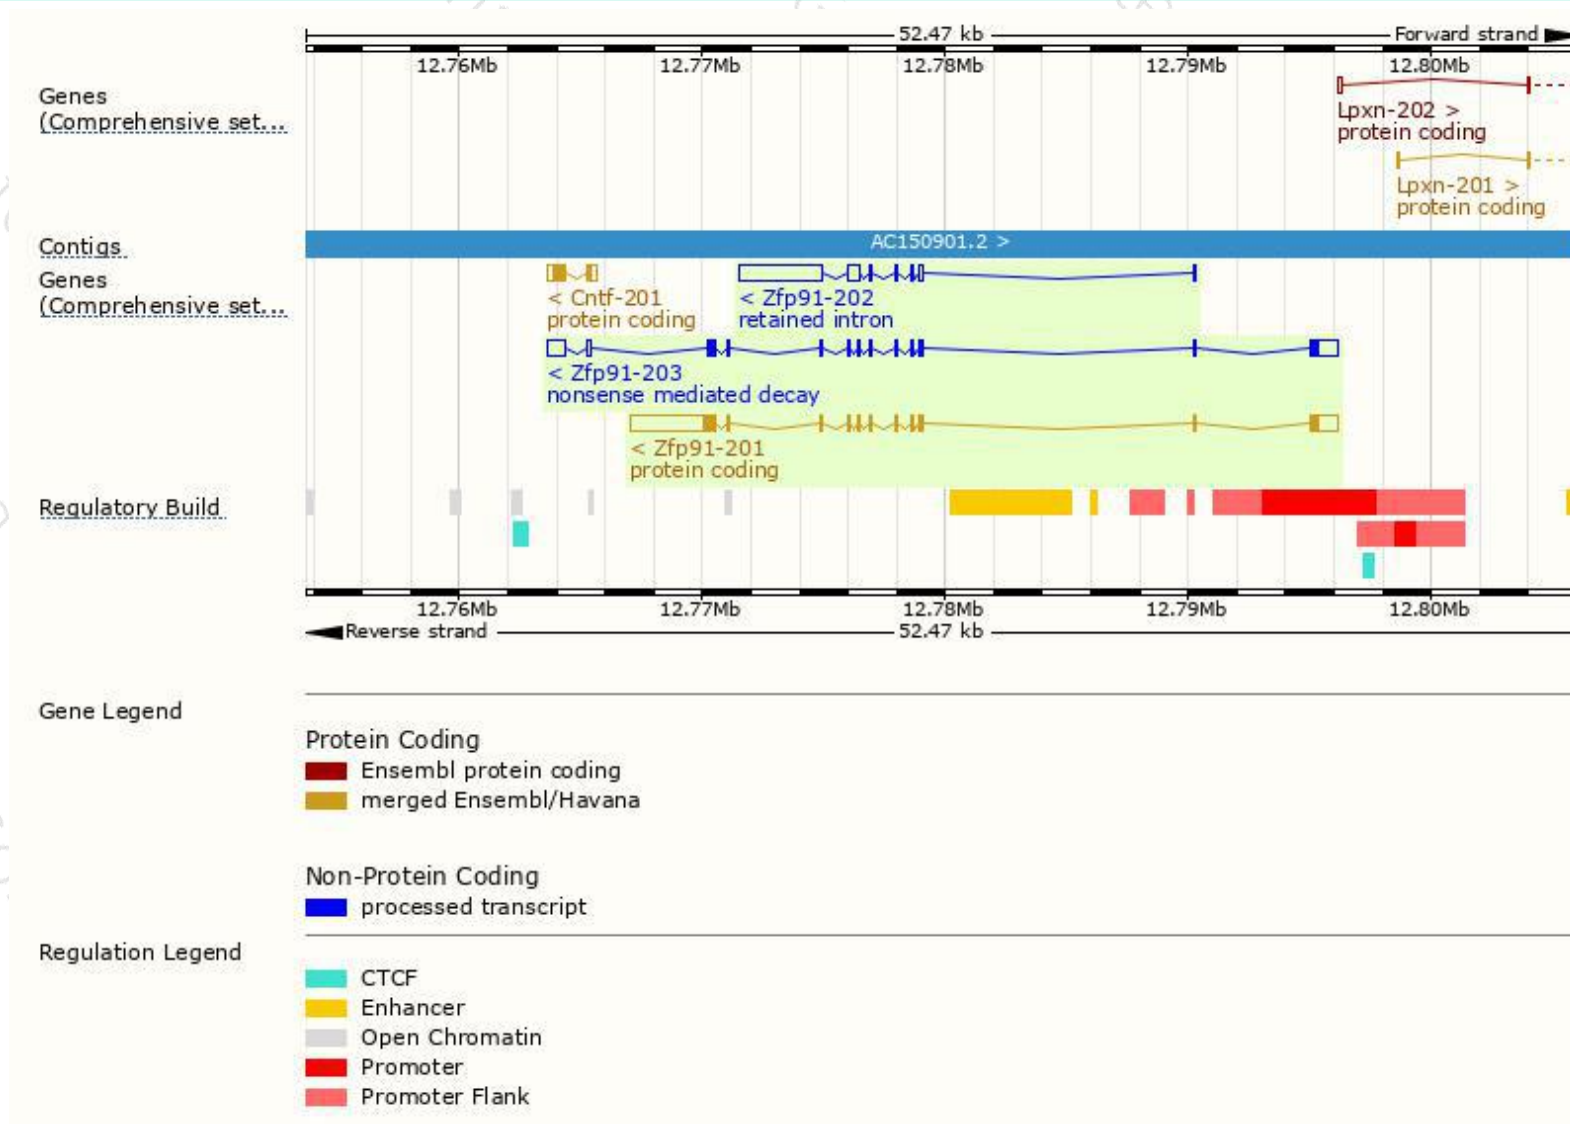 52.47 kb
Forward strand
12.76Mb 12.77Mb 12.78Mb 12.79Mb 12.80Mb
Genes
(Comprehensive set...
Lpxn-202 >
protein coding
Lpxn-201 >
protein coding
Contigs
AC150901.2 >
Genes
(Comprehensive set...
< Cntf-201
protein coding
< Zfp91-202
retained intron
< Zfp91-203
nonsense mediated decay
< Zfp91-201
protein coding
Regulatory Build
12.76Mb 12.77Mb 12.78Mb 12.79Mb 12.80Mb
Reverse strand
52.47 kb
Gene Legend
Protein Coding
Ensembl protein coding
merged Ensembl/Havana
Non-Protein Coding
processed transcript
Regulation Legend
CTCF
Enhancer
Open Chromatin
Promoter
Promoter Flank